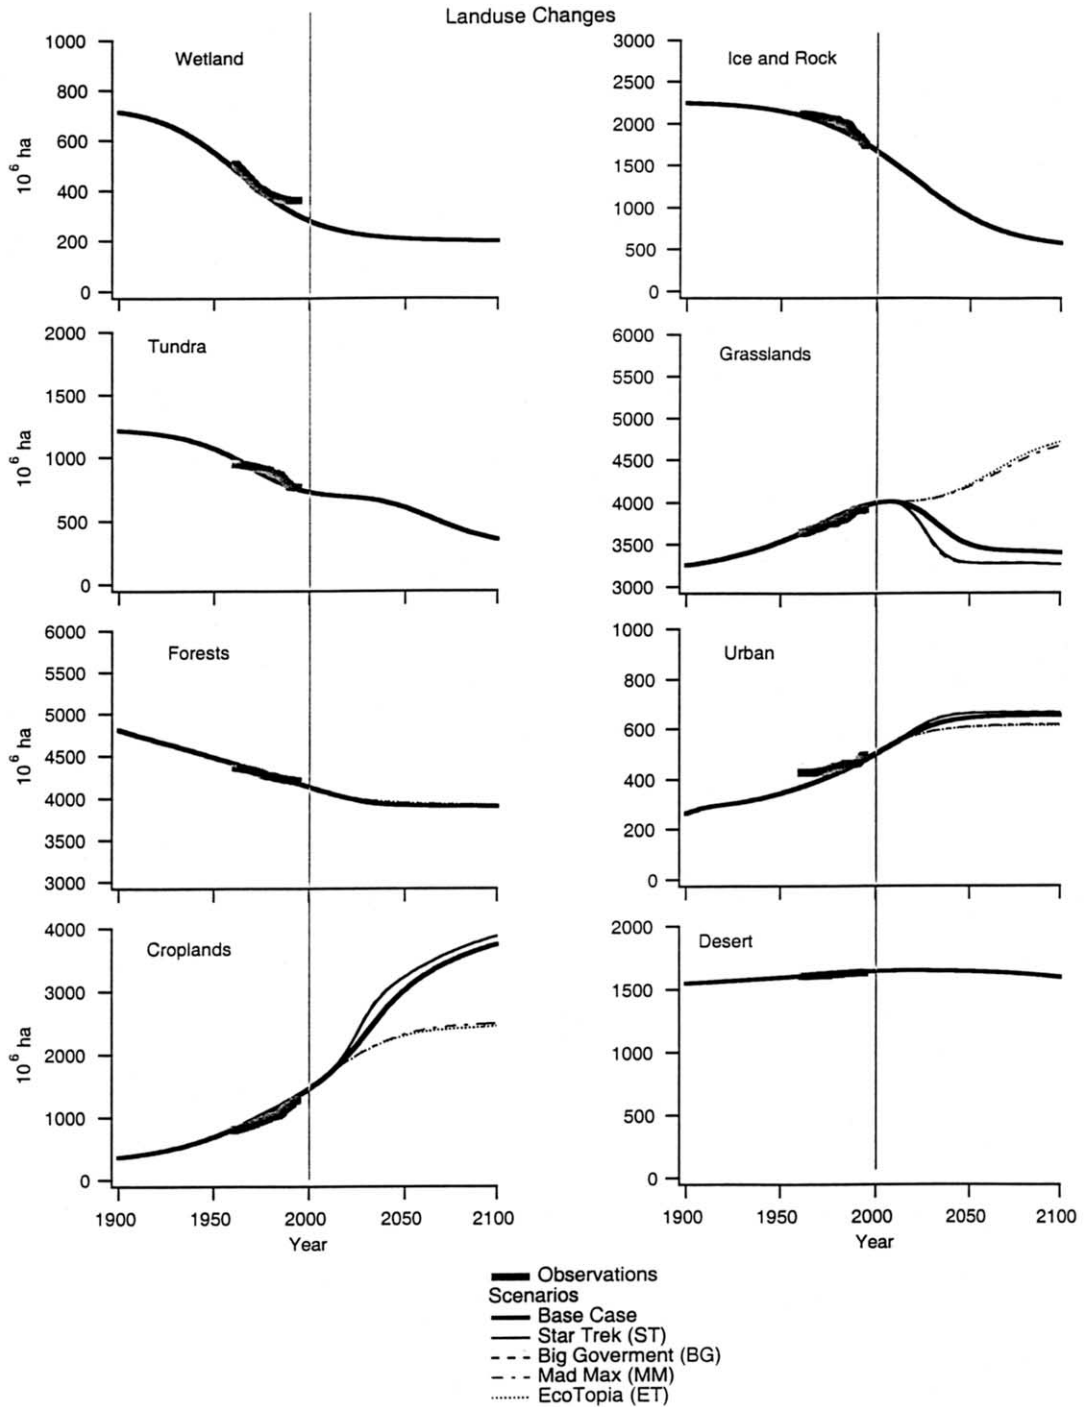 Landuse Changes
Wetland
1000
800
600
400
200
0
10⁶ ha
Ice and Rock
3000
2500
2000
1500
1000
500
0
Tundra
2000
1500
1000
500
0
10⁶ ha
Grasslands
6000
5500
5000
4500
4000
3500
3000
Forests
6000
5500
5000
4500
4000
3500
3000
10⁶ ha
Urban
1000
800
600
400
200
0
Croplands
4000
3000
2000
1000
0
10⁶ ha
1900 1950 2000 2050 2100
Year
Desert
2000
1500
1000
500
0
1900 1950 2000 2050 2100
Year
Observations
Scenarios
Base Case
Star Trek (ST)
Big Goverment (BG)
Mad Max (MM)
EcoTopia (ET)